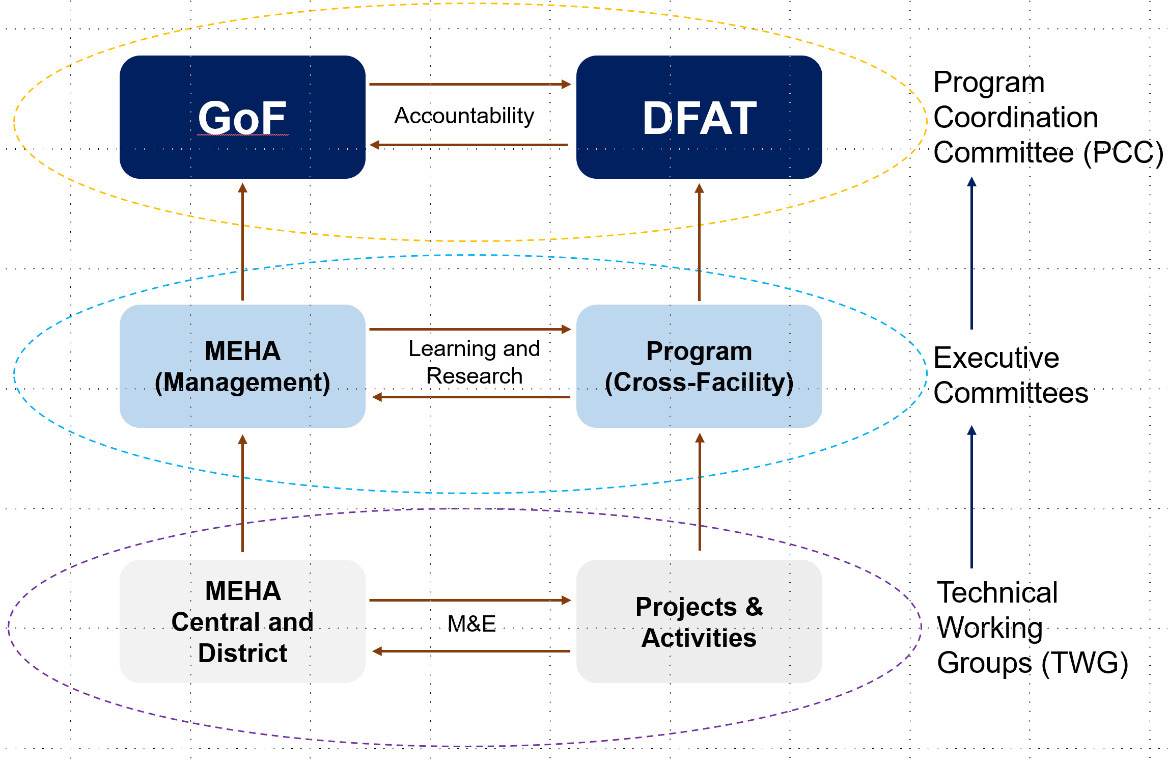 GoF
Accountability
DFAT
Program
Coordination
Committee (PCC)
MEHA
(Management)
Learning and
Research
Program
(Cross-Facility)
Executive
Committees
MEHA
Central and
District
M&E
Projects &
Activities
Technical
Working
Groups (TWG)